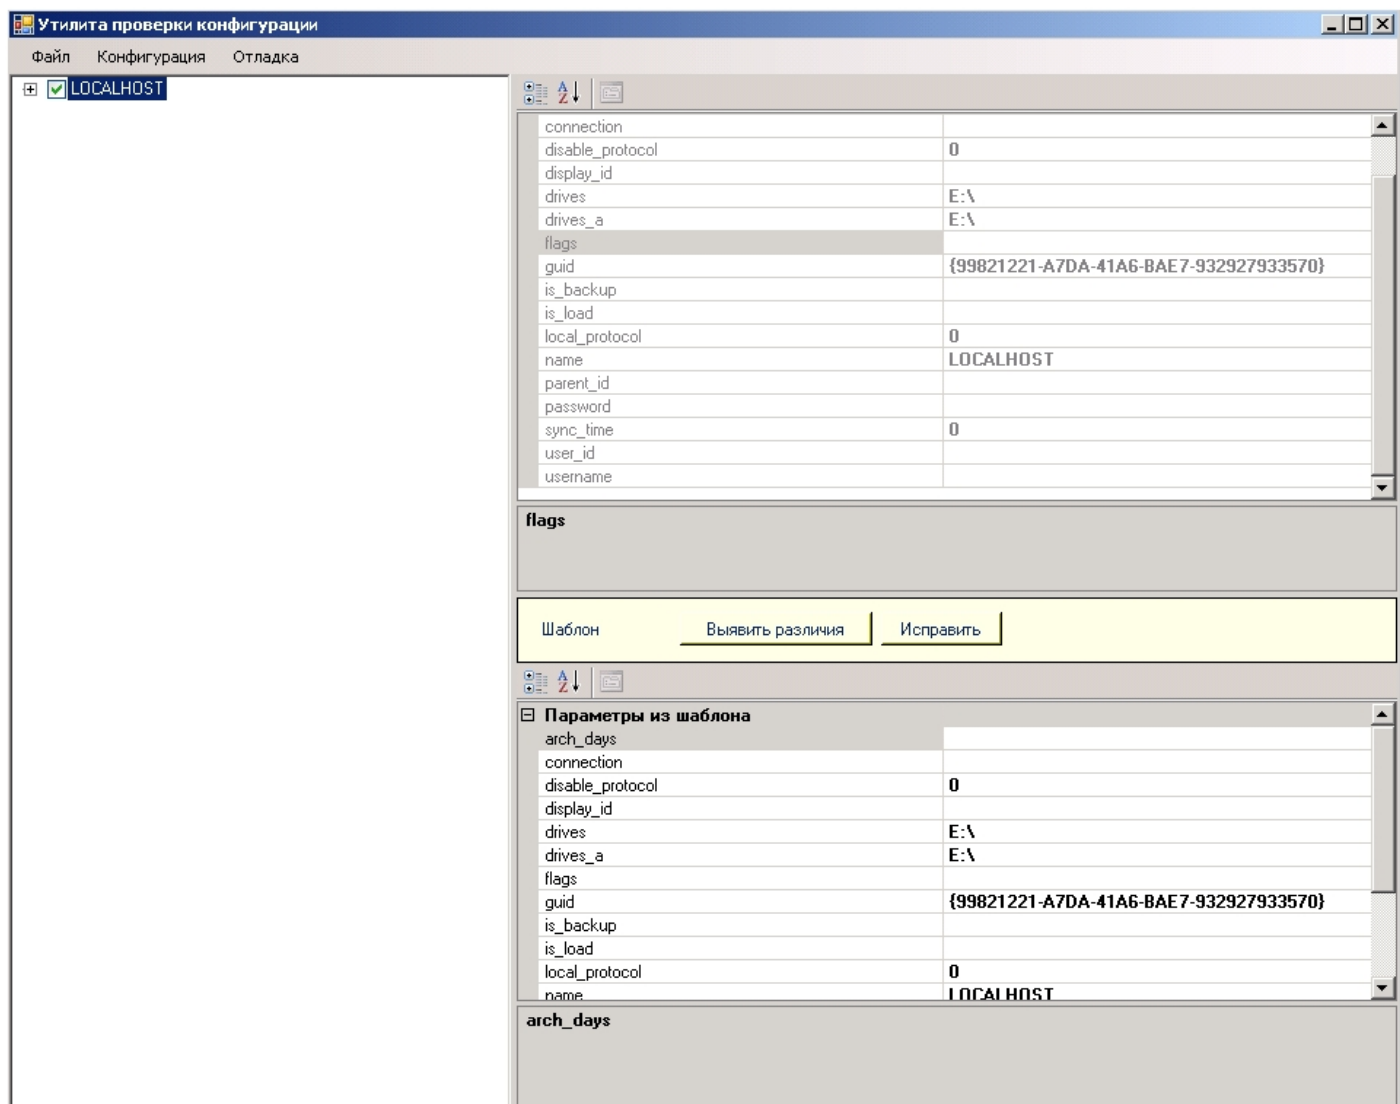 Утилита проверки конфигурации
Файл Конфигурация Отладка
LOCALHOST
connection
disable_protocol 0
display_id
drives E:\
drives_a E:\
flags
guid {99821221-A7DA-41A6-BAE7-932927933570}
is_backup
is_load
local_protocol 0
name LOCALHOST
parent_id
password
sync_time 0
user_id
username
flags
Шаблон Выявить различия Исправить
Параметры из шаблона
arch_days
connection
disable_protocol 0
display_id
drives E:\
drives_a E:\
flags
guid {99821221-A7DA-41A6-BAE7-932927933570}
is_backup
is_load
local_protocol 0
name LOCALHOST
arch_days